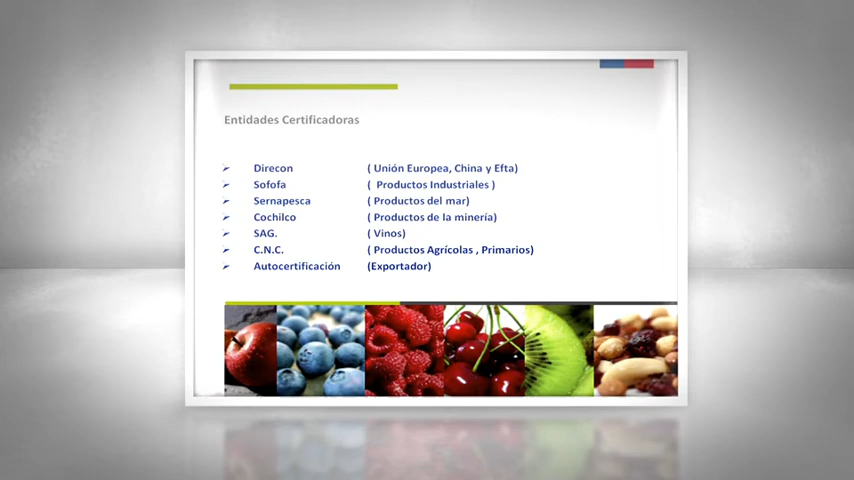 Entidades Certificadoras
➢ Direcon ( Unión Europea, China y Efta)
➢ Sofofa ( Productos Industriales )
➢ Sernapesca ( Productos del mar)
➢ Cochilco ( Productos de la minería)
➢ SAG. ( Vinos)
➢ C.N.C. ( Productos Agrícolas , Primarios)
➢ Autocertificación (Exportador)